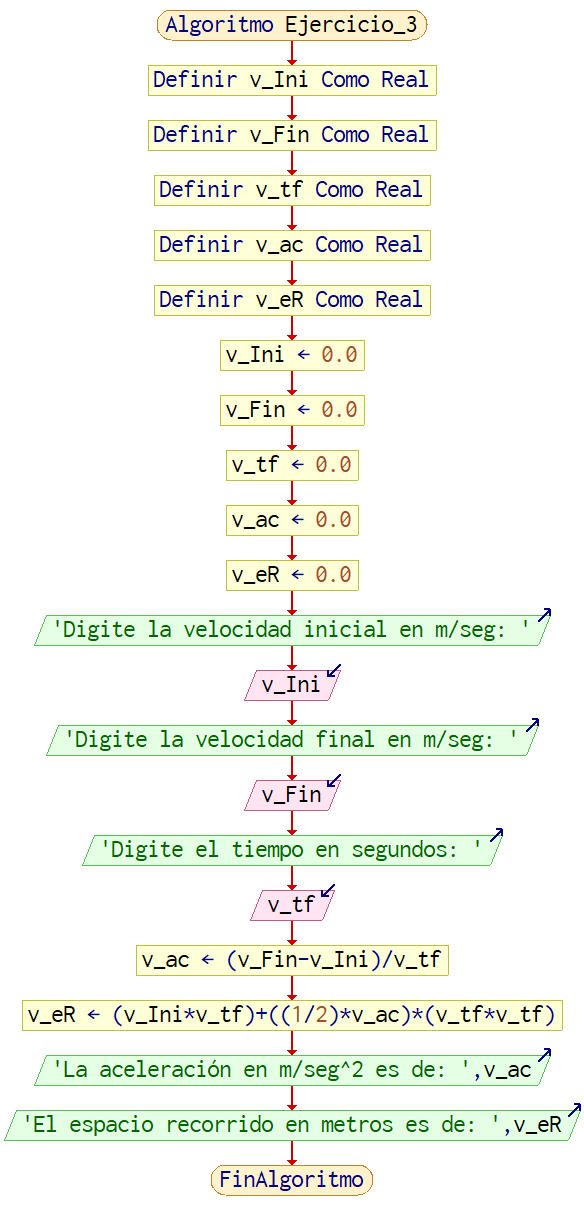 Algoritmo Ejercicio_3
Definir v_Ini Como Real
Definir v_Fin Como Real
Definir v_tf Como Real
Definir v_ac Como Real
Definir v_eR Como Real
v_Ini ← 0.0
v_Fin ← 0.0
v_tf ← 0.0
v_ac ← 0.0
v_eR ← 0.0
'Digite la velocidad inicial en m/seg: '
v_Ini
'Digite la velocidad final en m/seg: '
v_Fin
'Digite el tiempo en segundos: '
v_tf
v_ac ← (v_Fin-v_Ini)/v_tf
v_eR ← (v_Ini*v_tf)+((1/2)*v_ac)*(v_tf*v_tf)
'La aceleración en m/seg^2 es de: ',v_ac
'El espacio recorrido en metros es de: ',v_eR
FinAlgoritmo